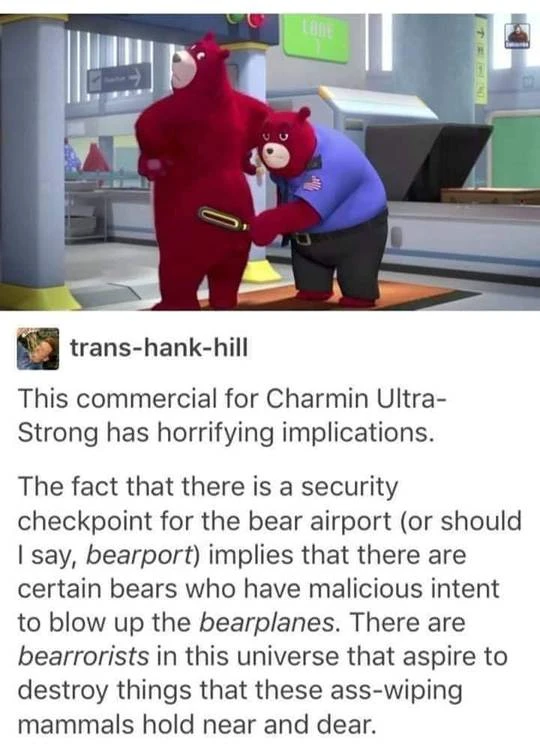 LANE
trans-hank-hill
This commercial for Charmin Ultra-
Strong has horrifying implications.
The fact that there is a security
checkpoint for the bear airport (or should
I say, bearport) implies that there are
certain bears who have malicious intent
to blow up the bearplanes. There are
bearrorists in this universe that aspire to
destroy things that these ass-wiping
mammals hold near and dear.